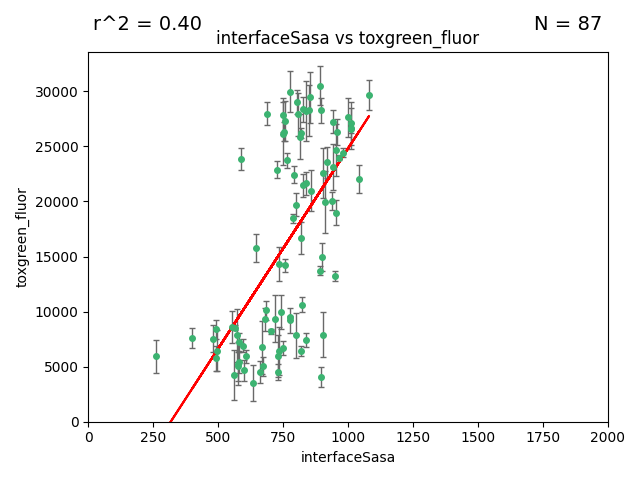 r^2 = 0.40
N = 87
interfaceSasa vs toxgreen_fluor
toxgreen_fluor
30000
25000
20000
15000
10000
5000
0
0 250 500 750 1000 1250 1500 1750 2000
interfaceSasa